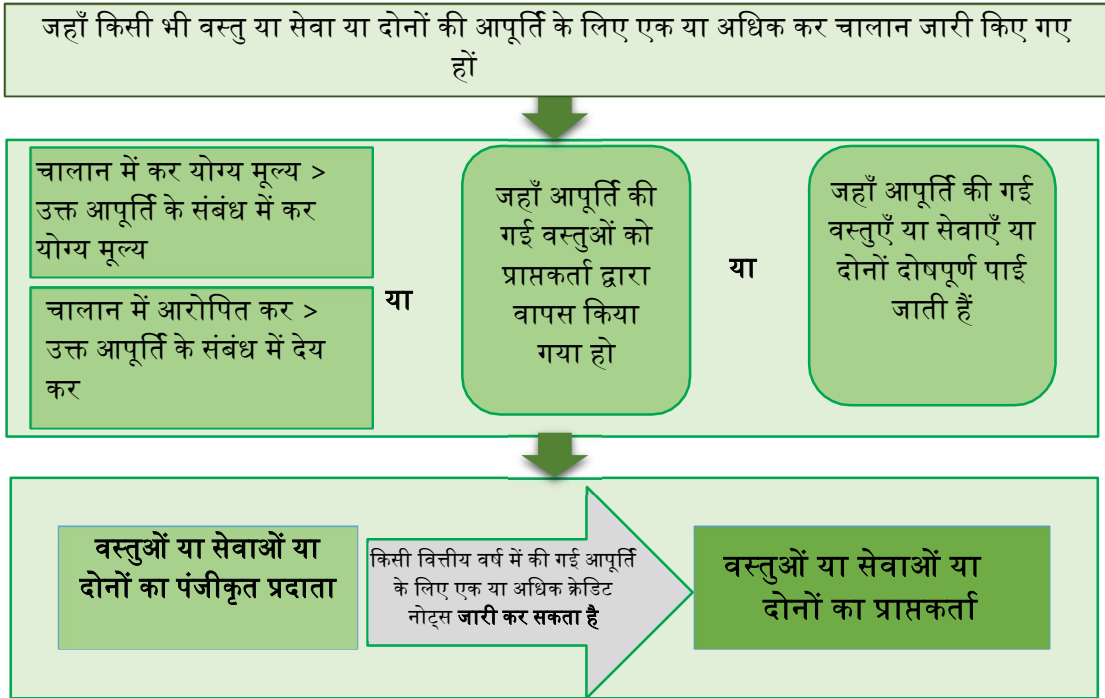 जहाँ किसी भी वस्तु या सेवा या दोनों की आपूर्ति के लिए एक या अधिक कर चालान जारी किए गए
हों
चालान में कर योग्य मूल्य >
उक्त आपूर्ति के संबंध में कर
योग्य मूल्य
चालान में आरोपित कर >
उक्त आपूर्ति के संबंध में देय
कर
या
जहाँ आपूर्ति की
गई वस्तुओं को
प्राप्तकर्ता द्वारा
वापस किया
गया हो
या
जहाँ आपूर्ति की गई
वस्तुएँ या सेवाएँ या
दोनों दोषपूर्ण पाई
जाती हैं
वस्तुओं या सेवाओं या
दोनों का पंजीकृत प्रदाता
किसी वित्तीय वर्ष में की गई आपूर्ति
के लिए एक या अधिक क्रेडिट
नोट्स जारी कर सकता है
वस्तुओं या सेवाओं या
दोनों का प्राप्तकर्ता